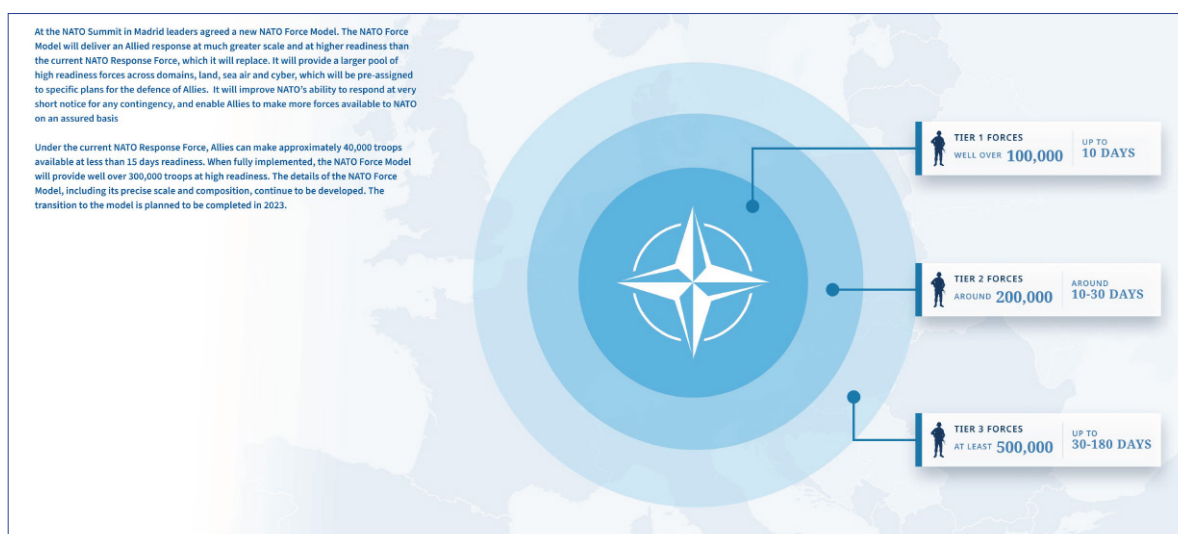 At the NATO Summit in Madrid leaders agreed a new NATO Force Model. The NATO Force
Model will deliver an Allied response at much greater scale and at higher readiness than
the current NATO Response Force, which it will replace. It will provide a larger pool of
high readiness forces across domains, land, sea air and cyber, which will be pre-assigned
to specific plans for the defence of Allies.  It will improve NATO's ability to respond at very
short notice for any contingency, and enable Allies to make more forces available to NATO
on an assured basis
Under the current NATO Response Force, Allies can make approximately 40,000 troops
available at less than 15 days readiness. When fully implemented, the NATO Force Model
will provide well over 300,000 troops at high readiness. The details of the NATO Force
Model, including its precise scale and composition, continue to be developed. The
transition to the model is planned to be completed in 2023.
TIER 1 FORCES
WELL OVER 100,000
UP TO
10 DAYS
TIER 2 FORCES
AROUND 200,000
AROUND
10-30 DAYS
TIER 3 FORCES
AT LEAST 500,000
UP TO
30-180 DAYS